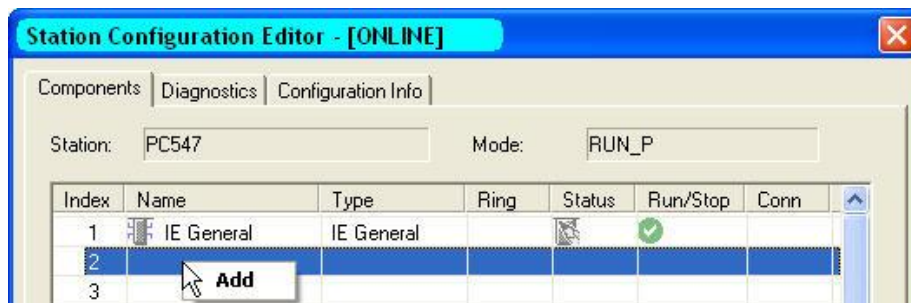 Station Configuration Editor - [ONLINE]
Components Diagnostics Configuration Info
Station: PC547 Mode: RUN_P
Index Name Type Ring Status Run/Stop Conn
1 IE General IE General
2
Add
3